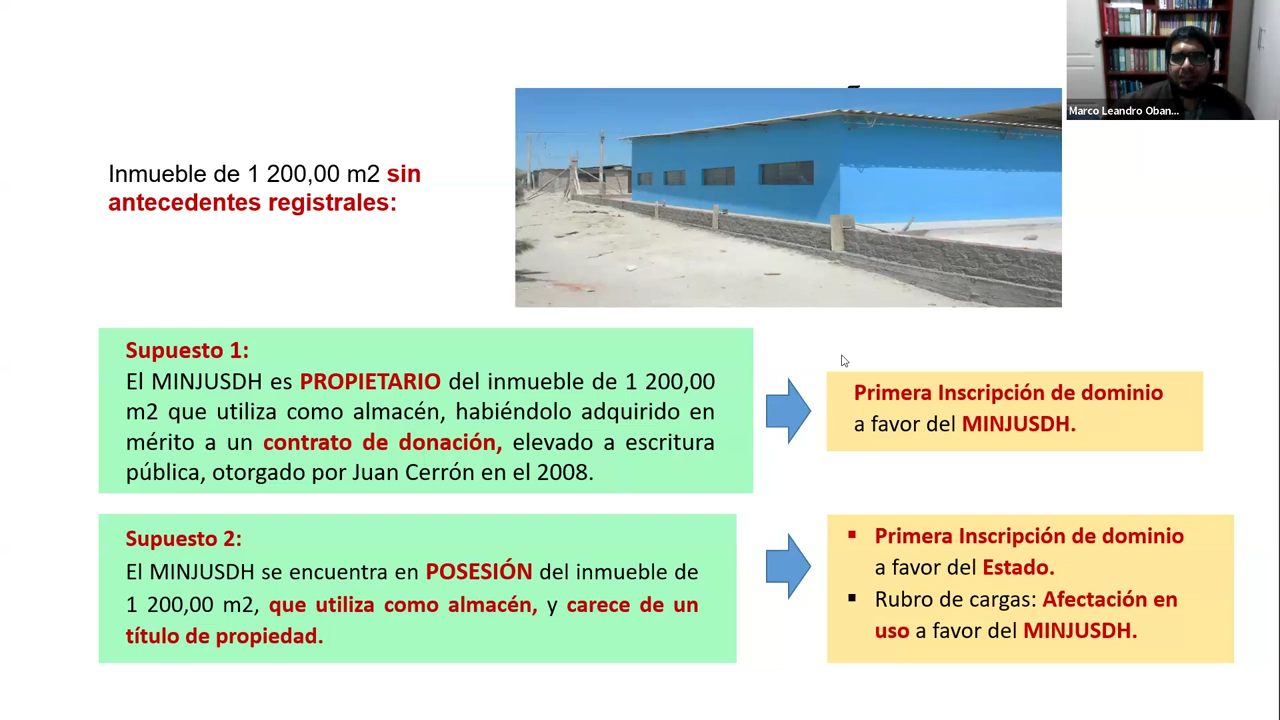 Marco Leandro Oban...
Inmueble de 1 200,00 m2 sin
antecedentes registrales:
Supuesto 1:
El MINJUSDH es PROPIETARIO del inmueble de 1 200,00
m2 que utiliza como almacén, habiéndolo adquirido en
mérito a un contrato de donación, elevado a escritura
pública, otorgado por Juan Cerrón en el 2008.
Primera Inscripción de dominio
a favor del MINJUSDH.
Supuesto 2:
El MINJUSDH se encuentra en POSESIÓN del inmueble de
1 200,00 m2, que utiliza como almacén, y carece de un
título de propiedad.
▪ Primera Inscripción de dominio
a favor del Estado.
▪ Rubro de cargas: Afectación en
uso a favor del MINJUSDH.